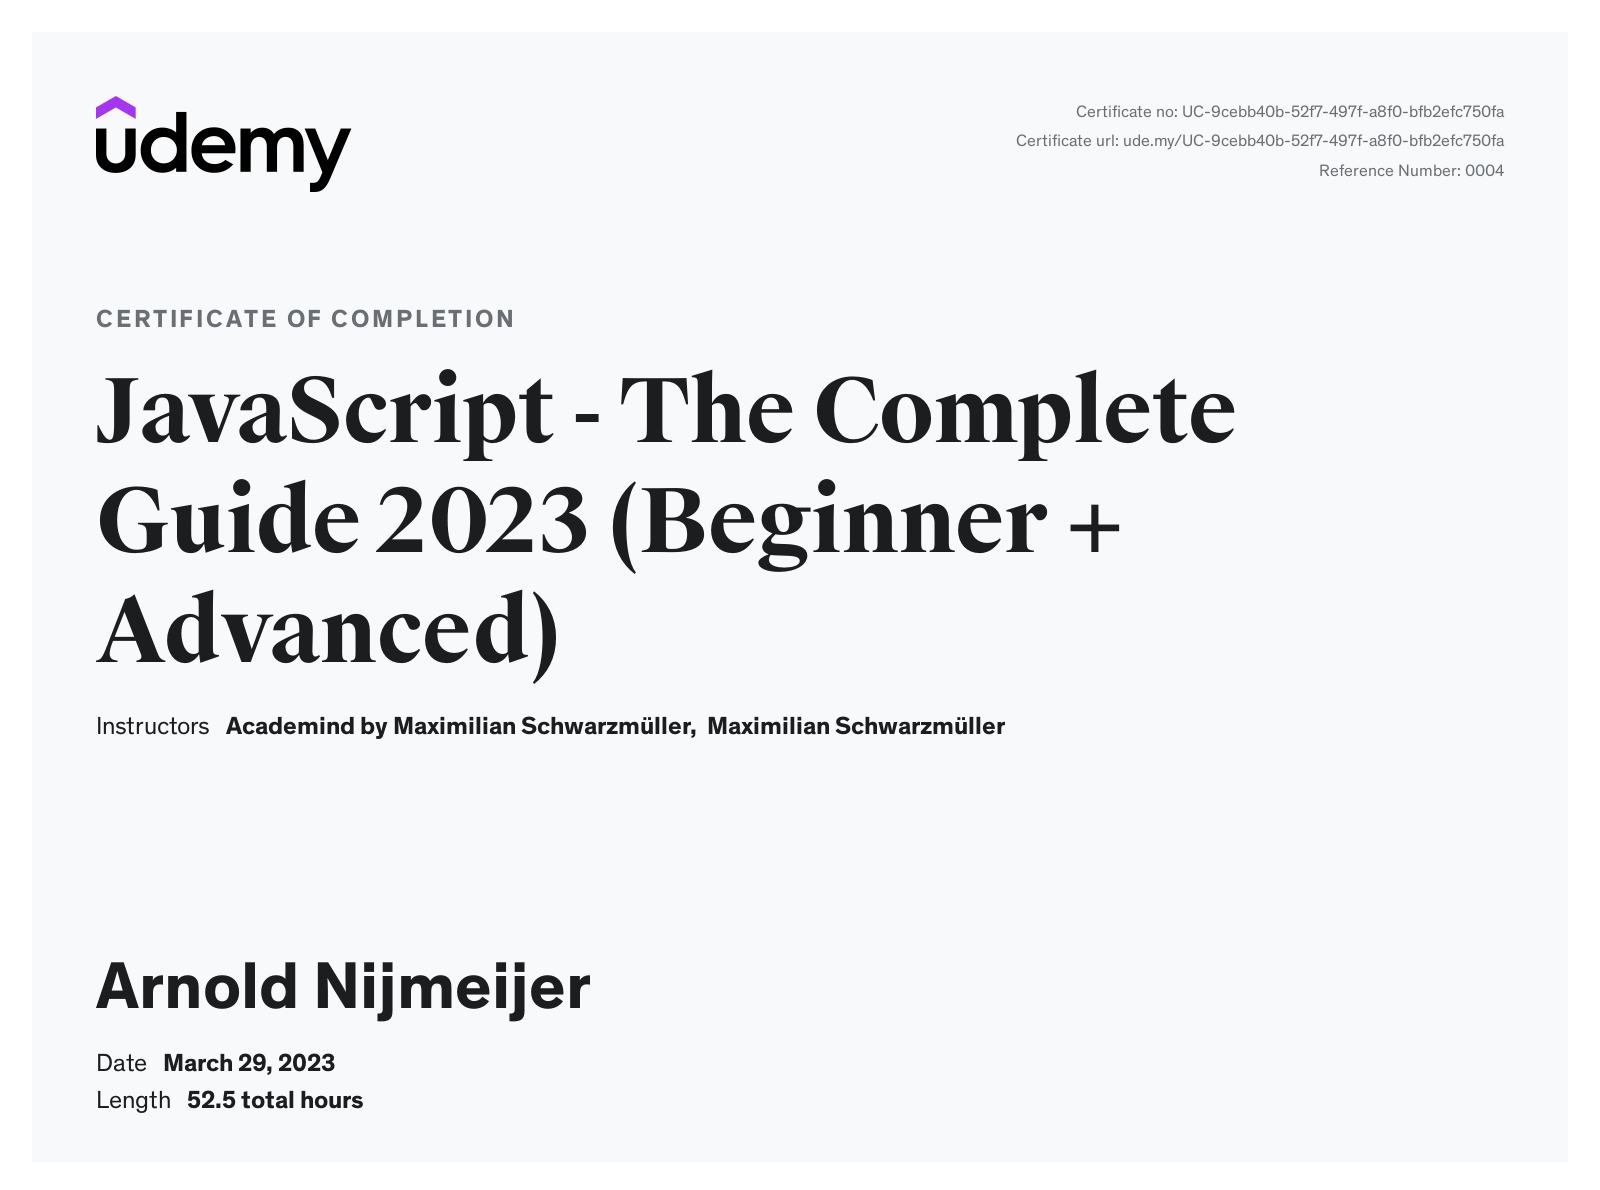 udemy
Certificate no: UC-9cebb40b-52f7-497f-a8f0-bfb2efc750fa
Certificate url: ude.my/UC-9cebb40b-52f7-497f-a8f0-bfb2efc750fa
Reference Number: 0004
CERTIFICATE OF COMPLETION
JavaScript - The Complete
Guide 2023 (Beginner +
Advanced)
Instructors Academind by Maximilian Schwarzmüller, Maximilian Schwarzmüller
Arnold Nijmeijer
Date March 29, 2023
Length 52.5 total hours